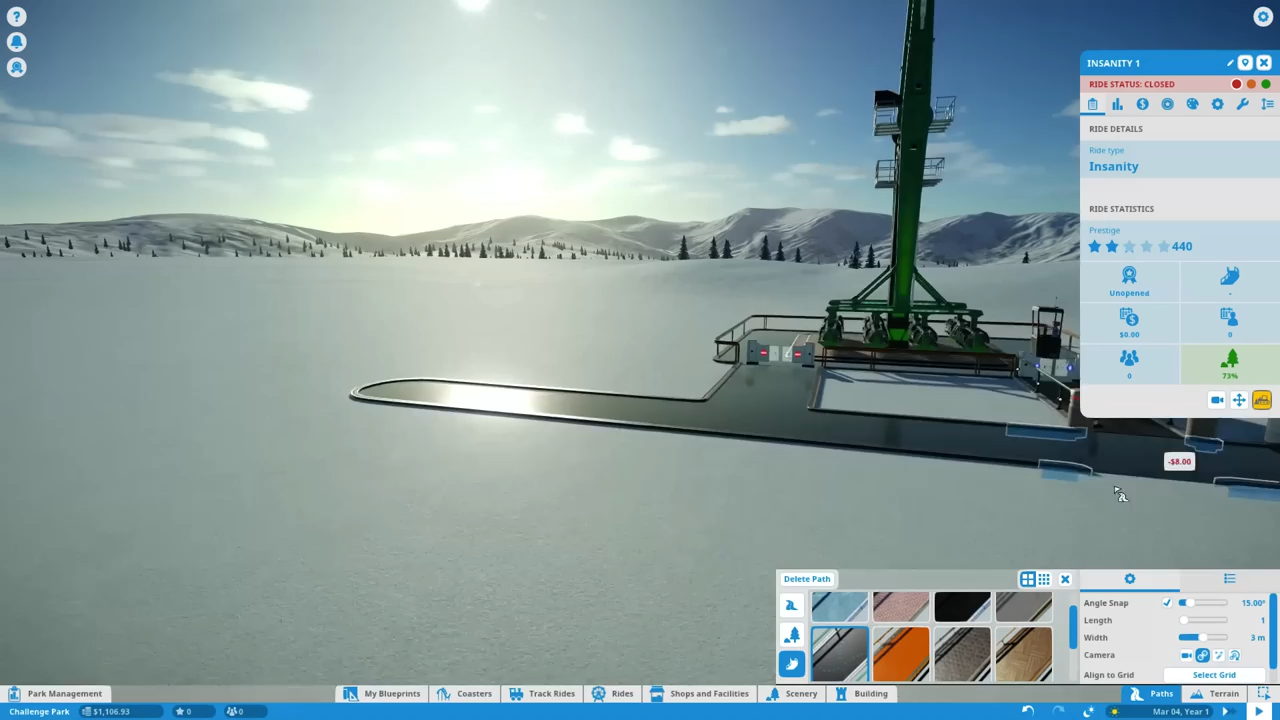 INSANITY 1
RIDE STATUS: CLOSED
RIDE DETAILS
Ride type
Insanity
RIDE STATISTICS
Prestige
440
Unopened
-
$0.00
0
0
73%
-$8.00
Delete Path
Angle Snap
15.00°
Length
1
Width
3 m
Camera
Align to Grid
Select Grid
Park Management
My Blueprints
Coasters
Track Rides
Rides
Shops and Facilities
Scenery
Building
Paths
Terrain
Challenge Park
$1,106.93
0
0
Mar 04, Year 1